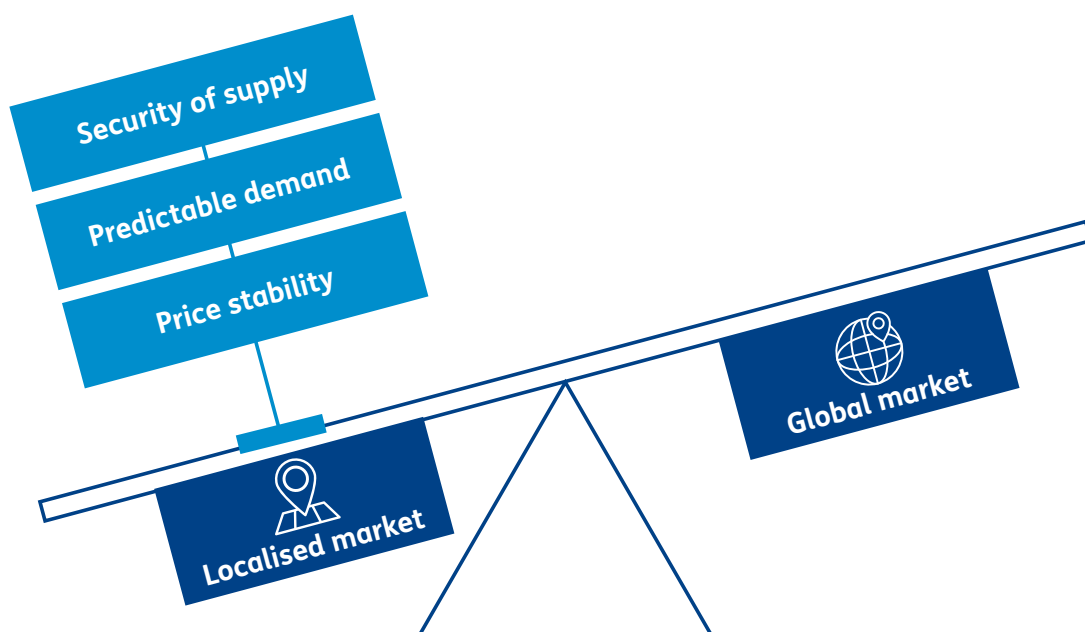 Security of supply
Predictable demand
Price stability
Global market
Localised market